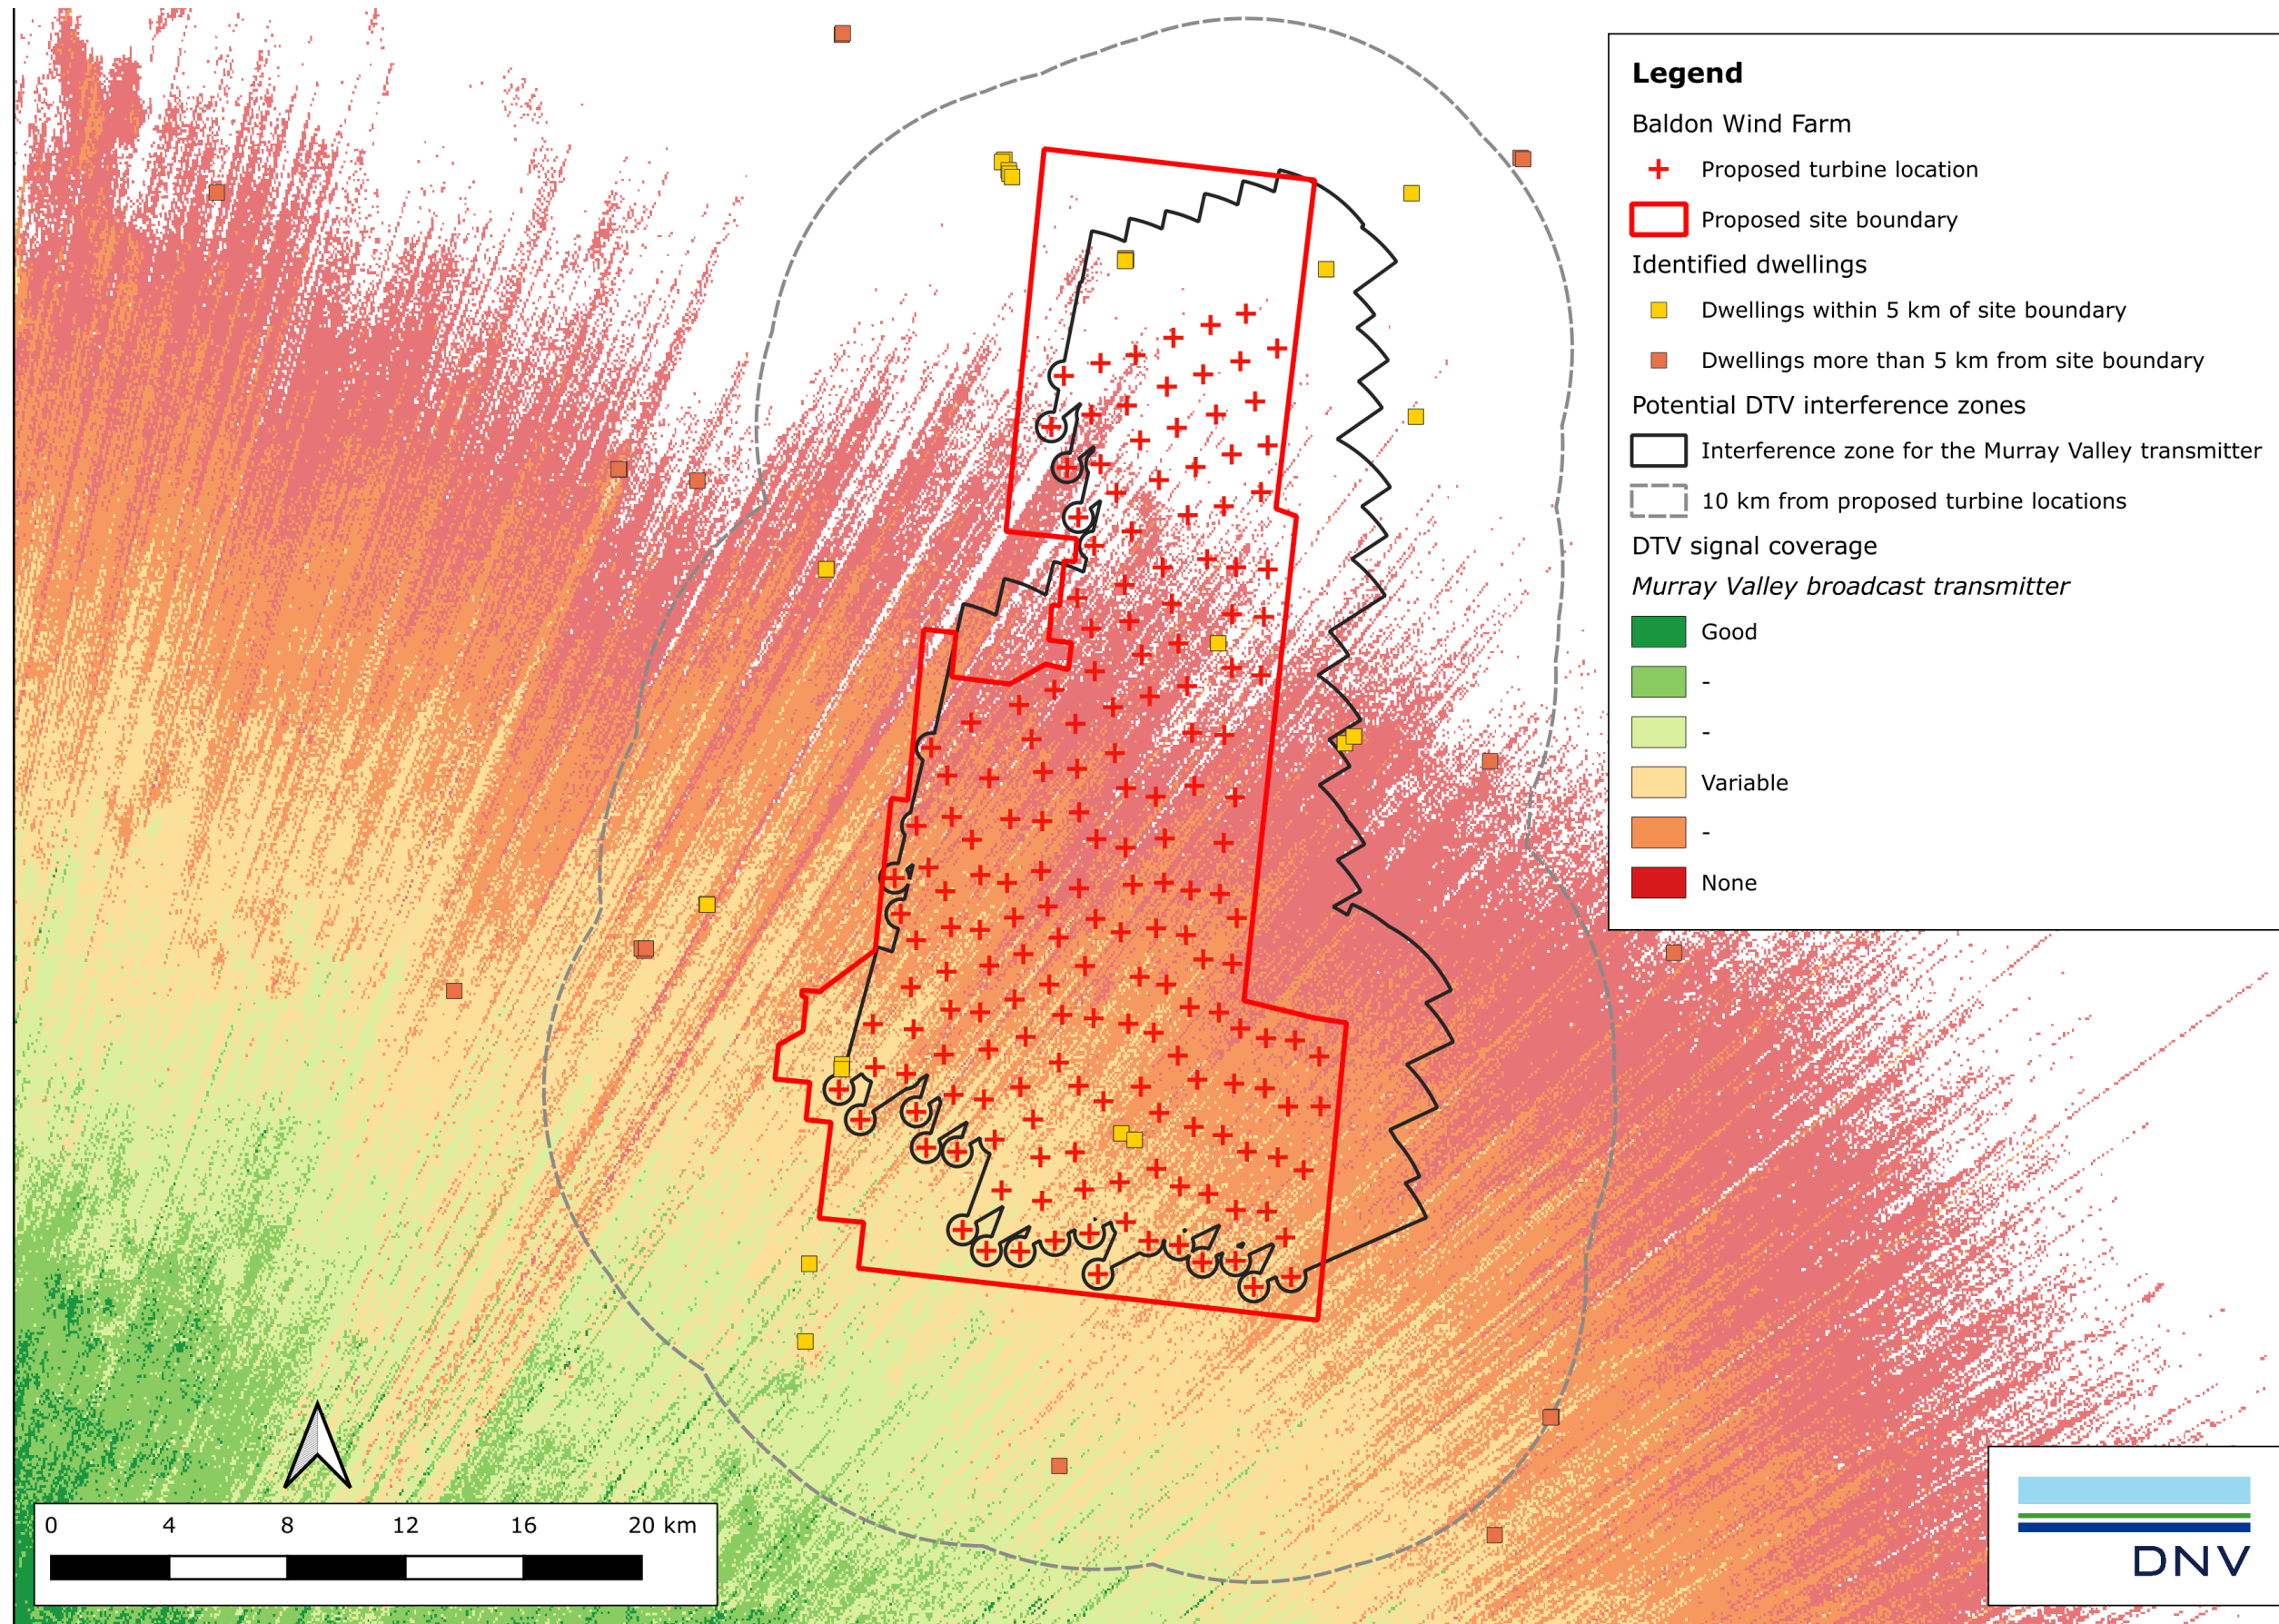 Legend
Baldon Wind Farm
Proposed turbine location
Proposed site boundary
Identified dwellings
Dwellings within 5 km of site boundary
Dwellings more than 5 km from site boundary
Potential DTV interference zones
Interference zone for the Murray Valley transmitter
10 km from proposed turbine locations
DTV signal coverage
Murray Valley broadcast transmitter
Good
-
-
Variable
-
None
0 4 8 12 16 20 km
DNV